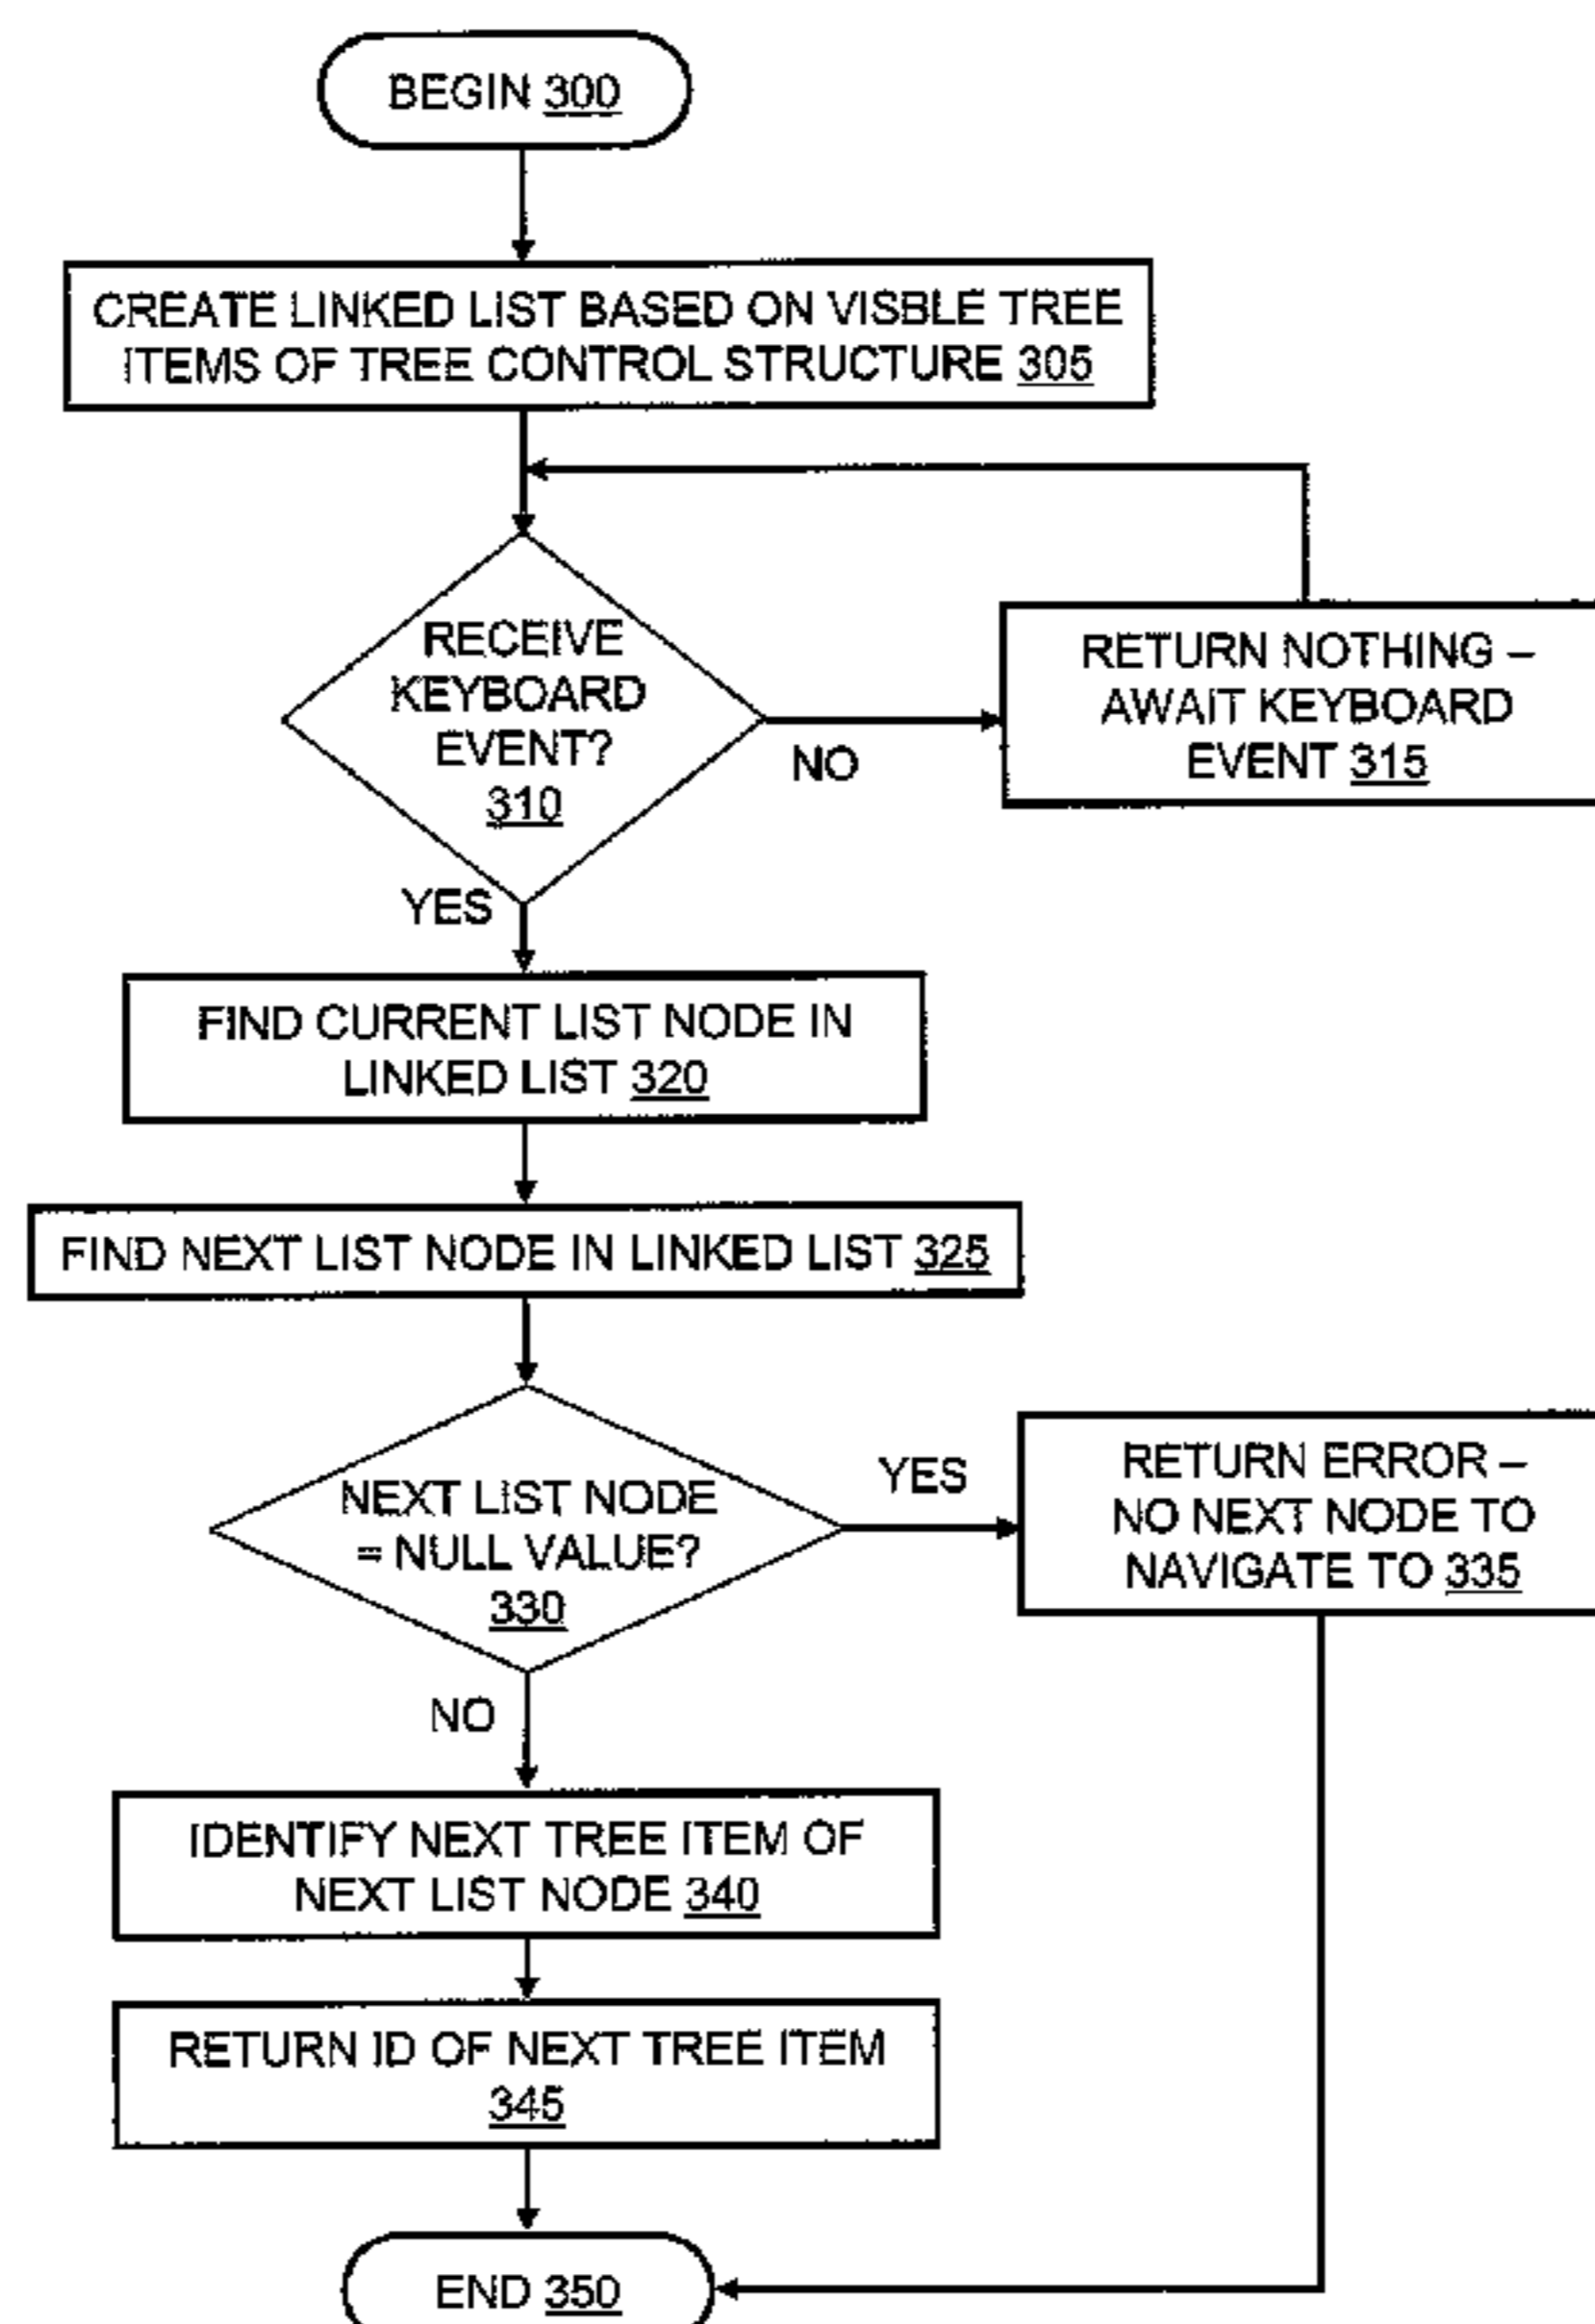 BEGIN 300
CREATE LINKED LIST BASED ON VISBLE TREE
ITEMS OF TREE CONTROL STRUCTURE 305
RECEIVE
KEYBOARD
EVENT?
310
NO
RETURN NOTHING –
AWAIT KEYBOARD
EVENT 315
YES
FIND CURRENT LIST NODE IN
LINKED LIST 320
FIND NEXT LIST NODE IN LINKED LIST 325
NEXT LIST NODE
= NULL VALUE?
330
YES
RETURN ERROR –
NO NEXT NODE TO
NAVIGATE TO 335
NO
IDENTIFY NEXT TREE ITEM OF
NEXT LIST NODE 340
RETURN ID OF NEXT TREE ITEM
345
END 350